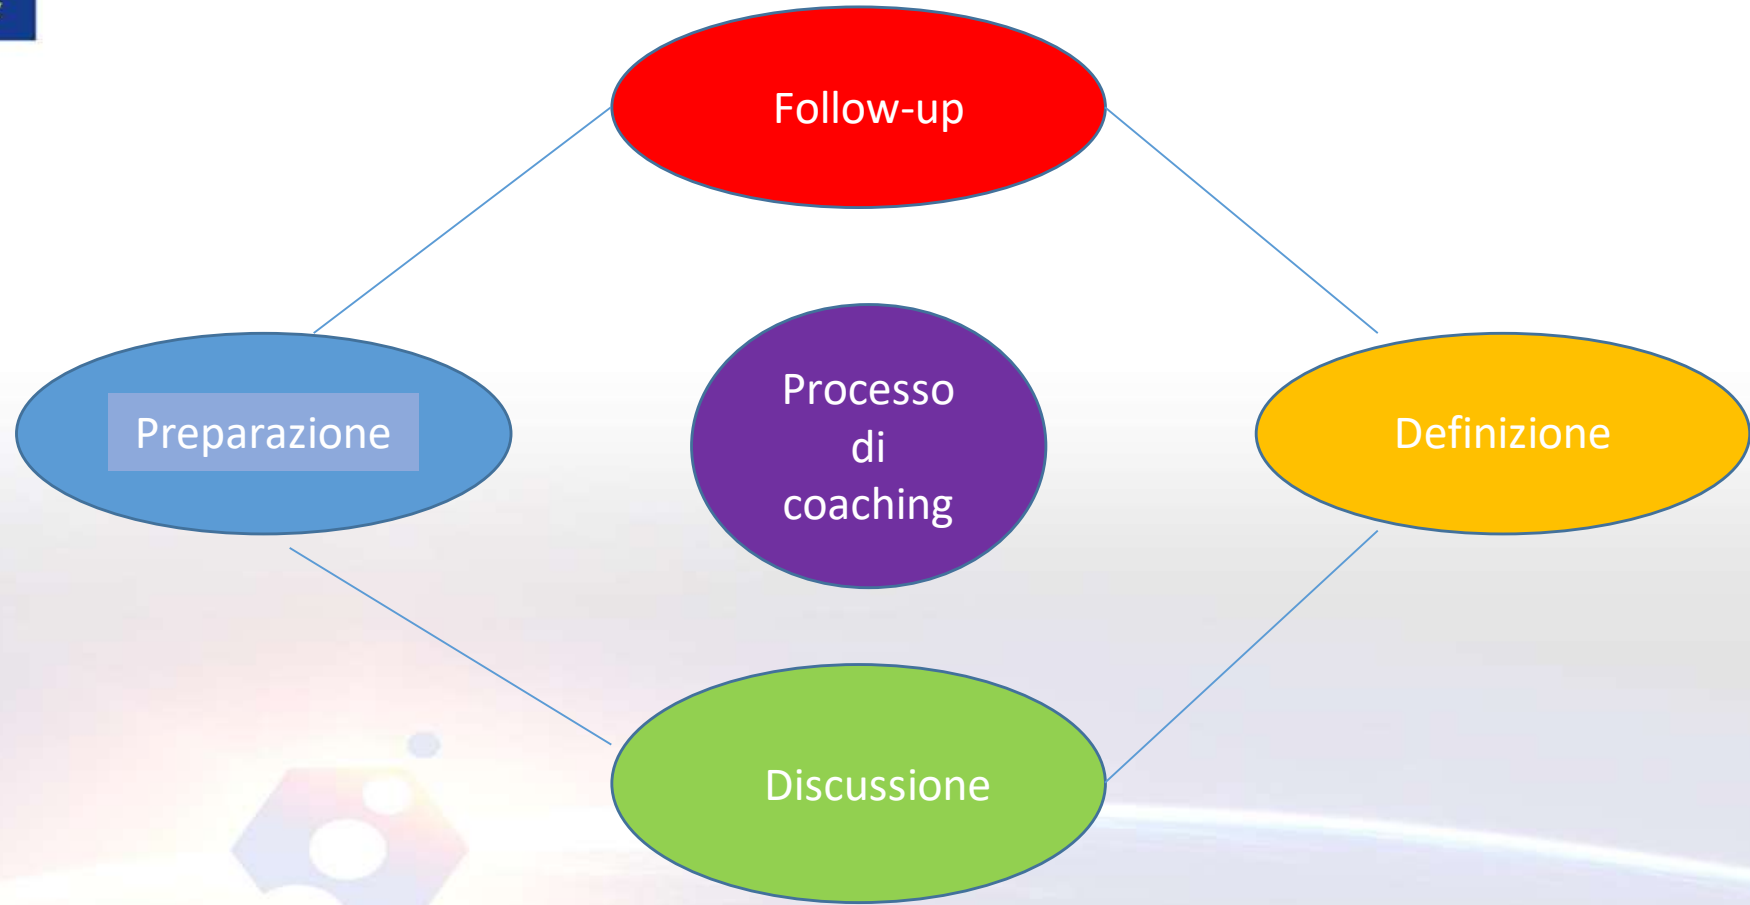 Follow-up
Preparazione
Processo
di
coaching
Definizione
Discussione